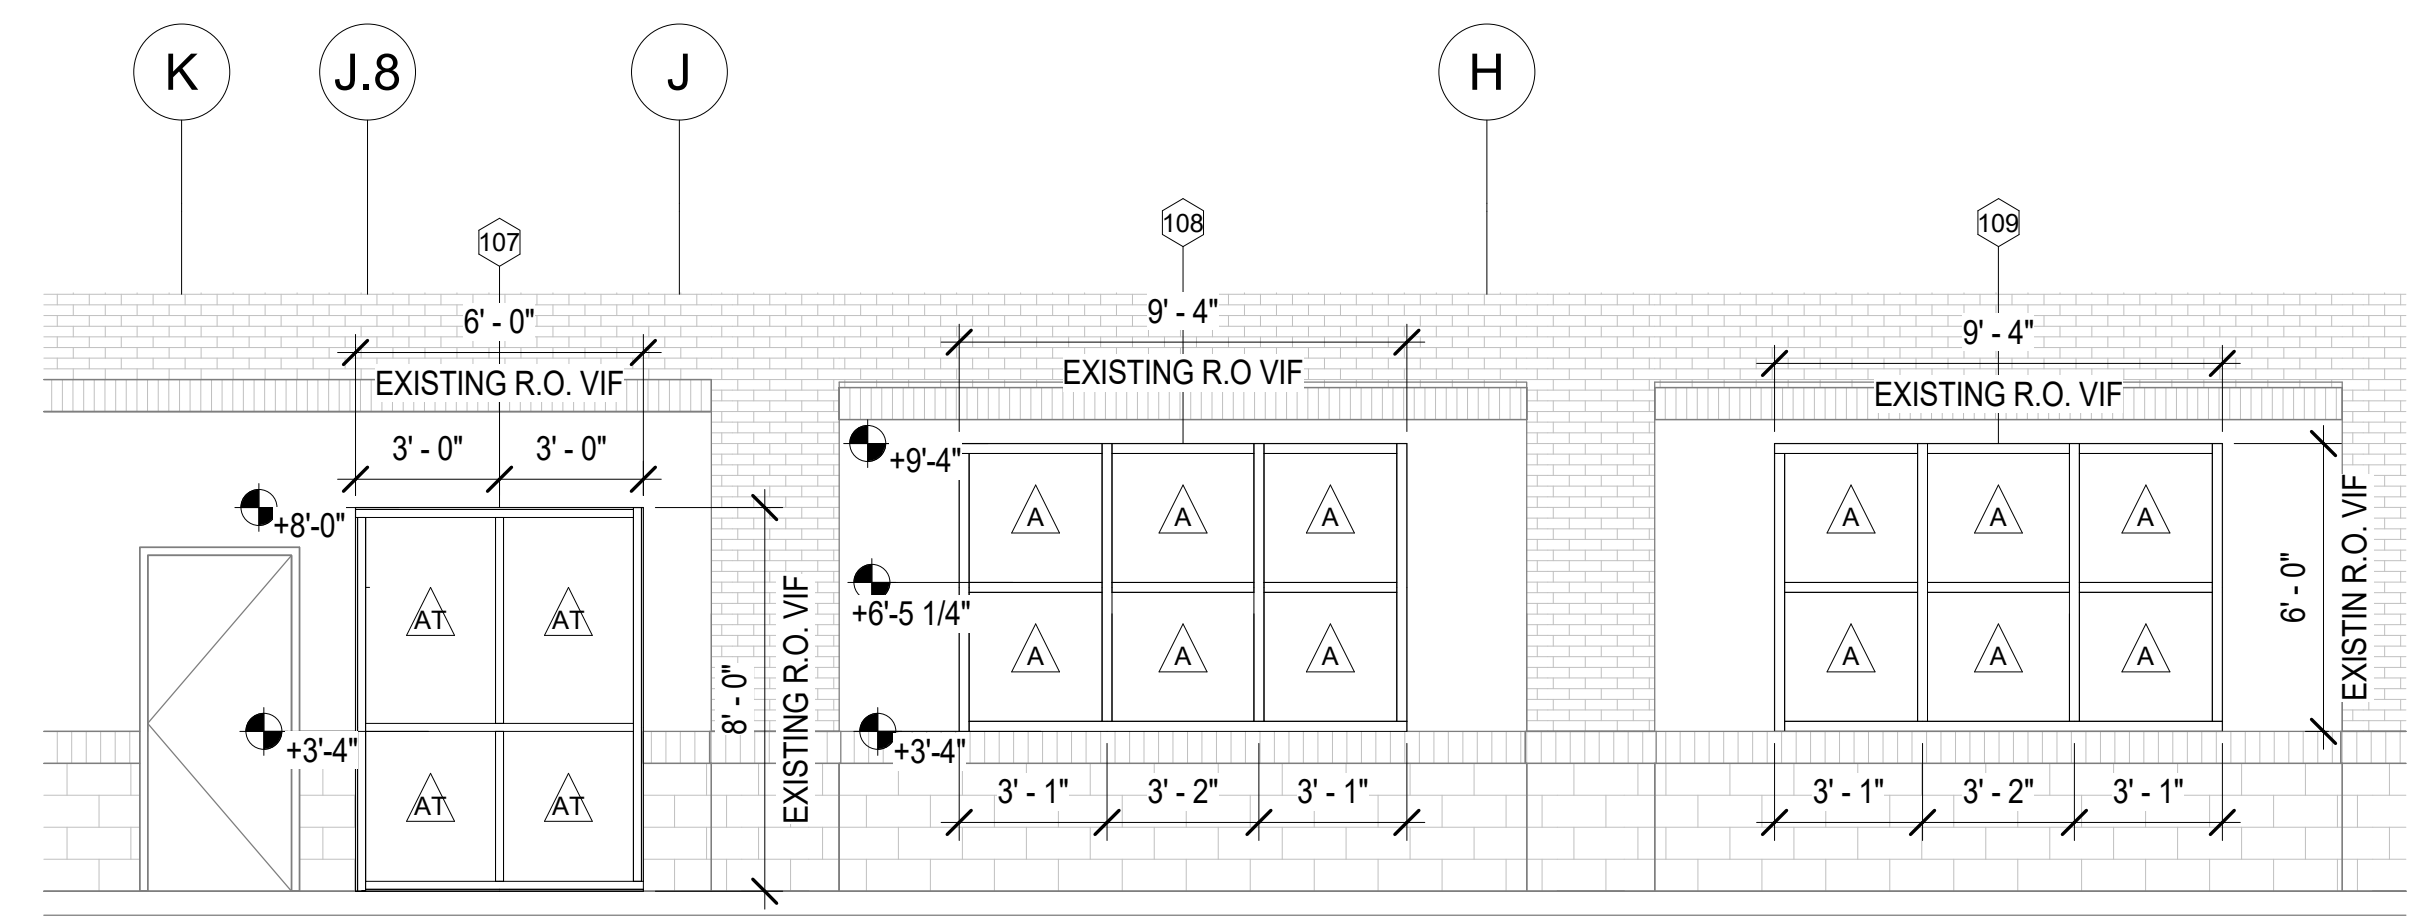 K
J.8
J
H
107
108
109
6' - 0"
9' - 4"
9' - 4"
EXISTING R.O. VIF
EXISTING R.O VIF
EXISTING R.O. VIF
3' - 0"
3' - 0"
+8'-0"
+9'-4"
A
A
A
A
A
A
+6'-5 1/4"
AT
AT
A
A
A
A
A
A
8' - 0"
EXISTING R.O. VIF
6' - 0"
EXISTIN R.O. VIF
+3'-4"
+3'-4"
AT
AT
3' - 1"
3' - 2"
3' - 1"
3' - 1"
3' - 2"
3' - 1"